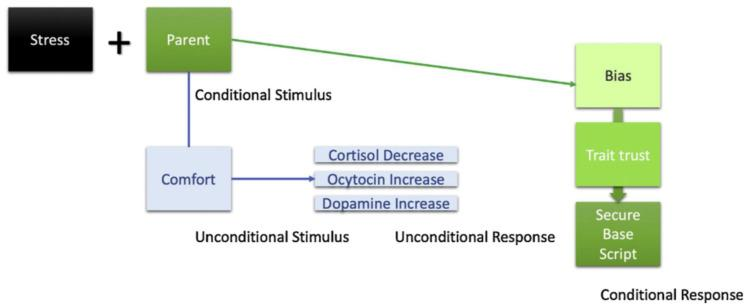 Stress
+
Parent
Bias
Conditional Stimulus
Trait trust
Comfort
Cortisol Decrease
Ocytocin Increase
Dopamine Increase
Secure
Base
Script
Unconditional Stimulus
Unconditional Response
Conditional Response